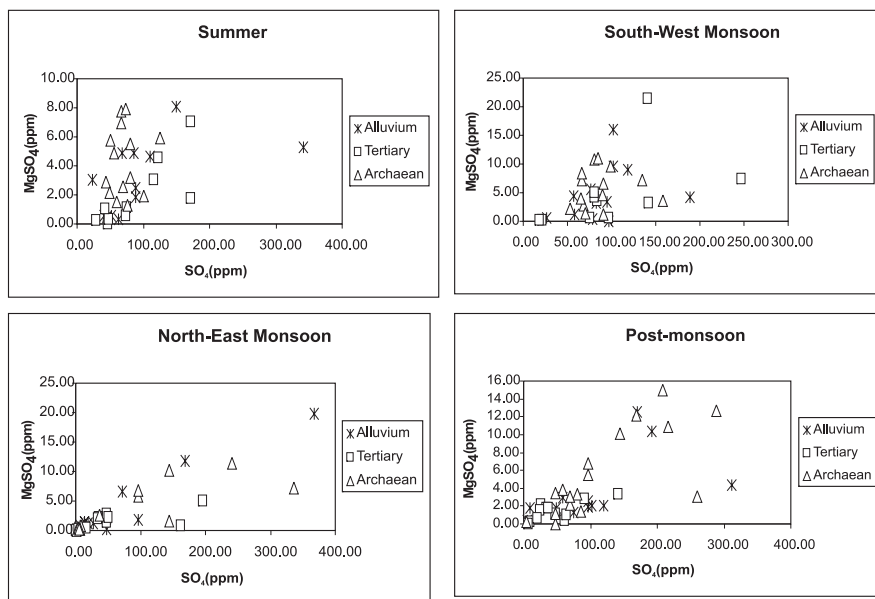 Summer
10.00
8.00
6.00
4.00
2.00
0.00
MgSO4(ppm)
0.00 100.00 200.00 300.00 400.00
SO4(ppm)
Alluvium
Tertiary
Archaean
South-West Monsoon
25.00
20.00
15.00
10.00
5.00
0.00
MgSO4(ppm)
0.00 50.00 100.00 150.00 200.00 250.00 300.00
SO4(ppm)
Alluvium
Tertiary
Archaean
North-East Monsoon
25.00
20.00
15.00
10.00
5.00
0.00
MgSO4(ppm)
0.00 100.00 200.00 300.00 400.00
SO4(ppm)
Alluvium
Tertiary
Archaean
Post-monsoon
16.00
14.00
12.00
10.00
8.00
6.00
4.00
2.00
0.00
MgSO4(ppm)
0.00 100.00 200.00 300.00 400.00
SO4(ppm)
Alluvium
Tertiary
Archaean